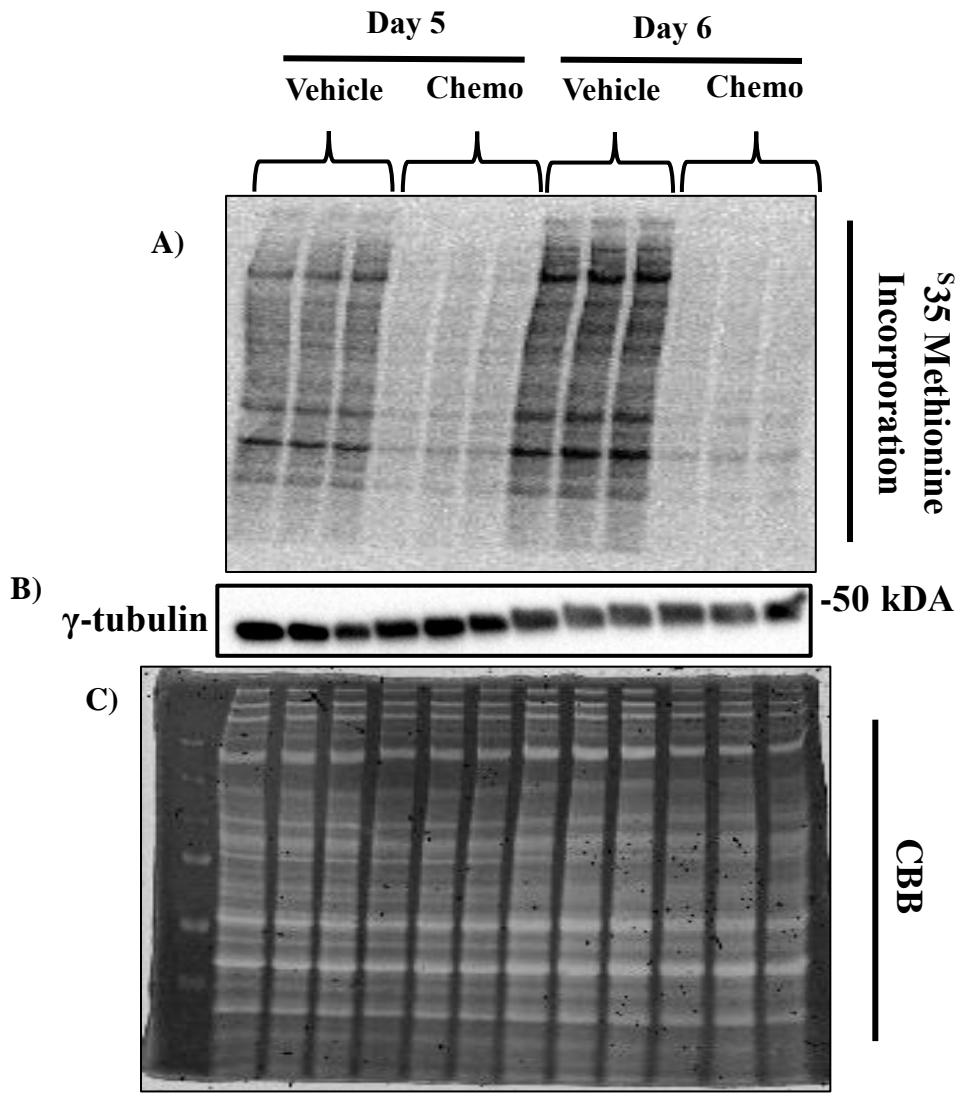 Day 5
Day 6
Vehicle
Chemo
Vehicle
Chemo
A)
S35 Methionine
Incorporation
B)
γ-tubulin
-50 kDA
C)
CBB